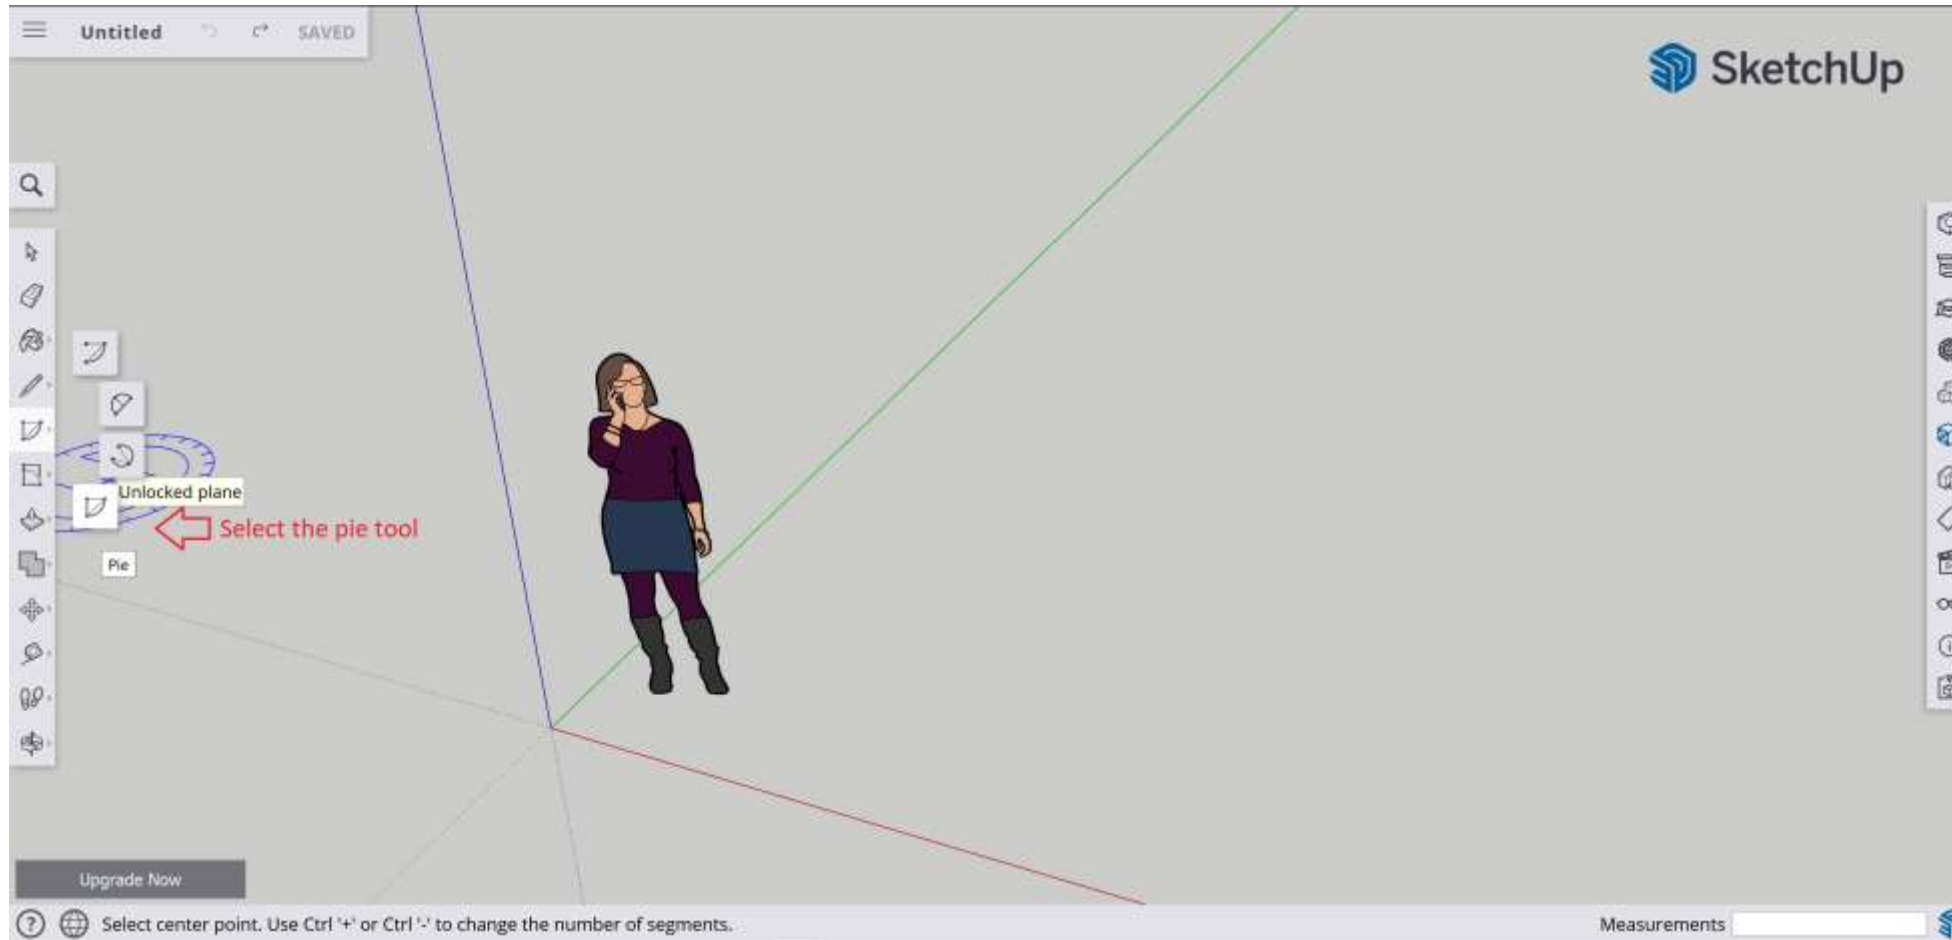 Untitled
SAVED
SketchUp
Unlocked plane
Select the pie tool
Pie
Upgrade Now
Select center point. Use Ctrl '+' or Ctrl '-' to change the number of segments.
Measurements